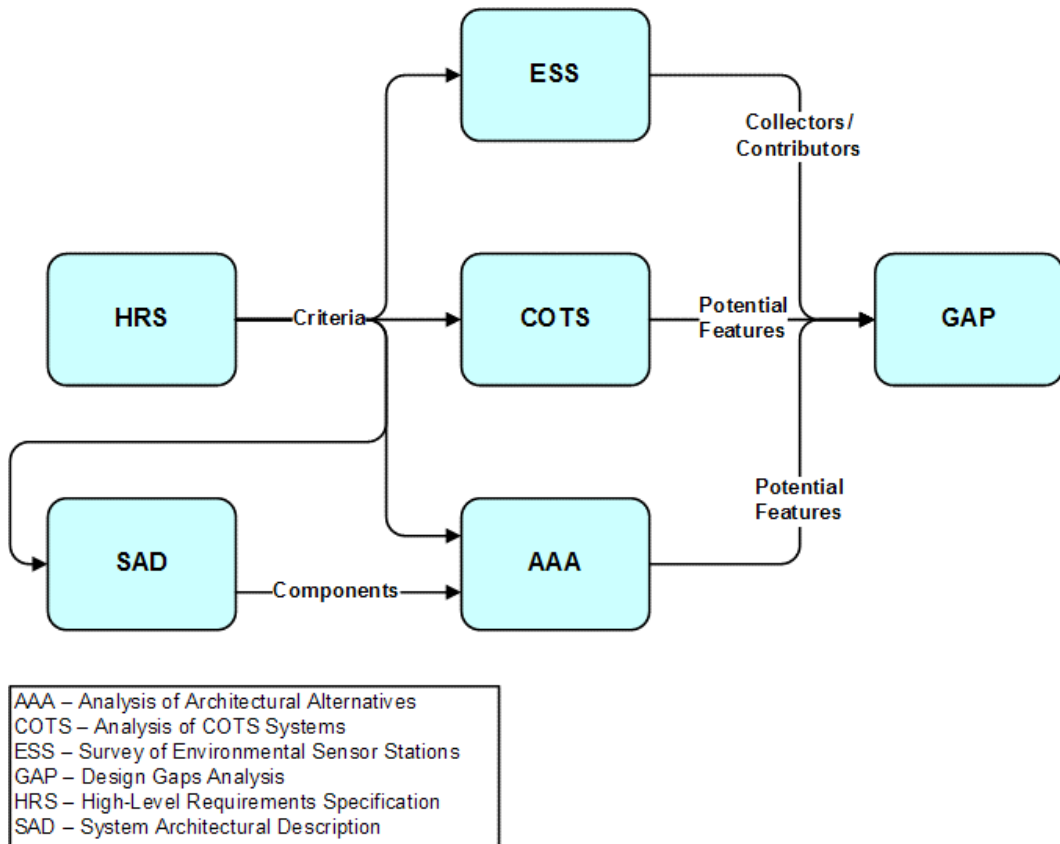 ESS
Collectors/
Contributors
HRS
Criteria
COTS
Potential
Features
GAP
Potential
Features
SAD
Components
AAA
AAA – Analysis of Architectural Alternatives
COTS – Analysis of COTS Systems
ESS – Survey of Environmental Sensor Stations
GAP – Design Gaps Analysis
HRS – High-Level Requirements Specification
SAD – System Architectural Description